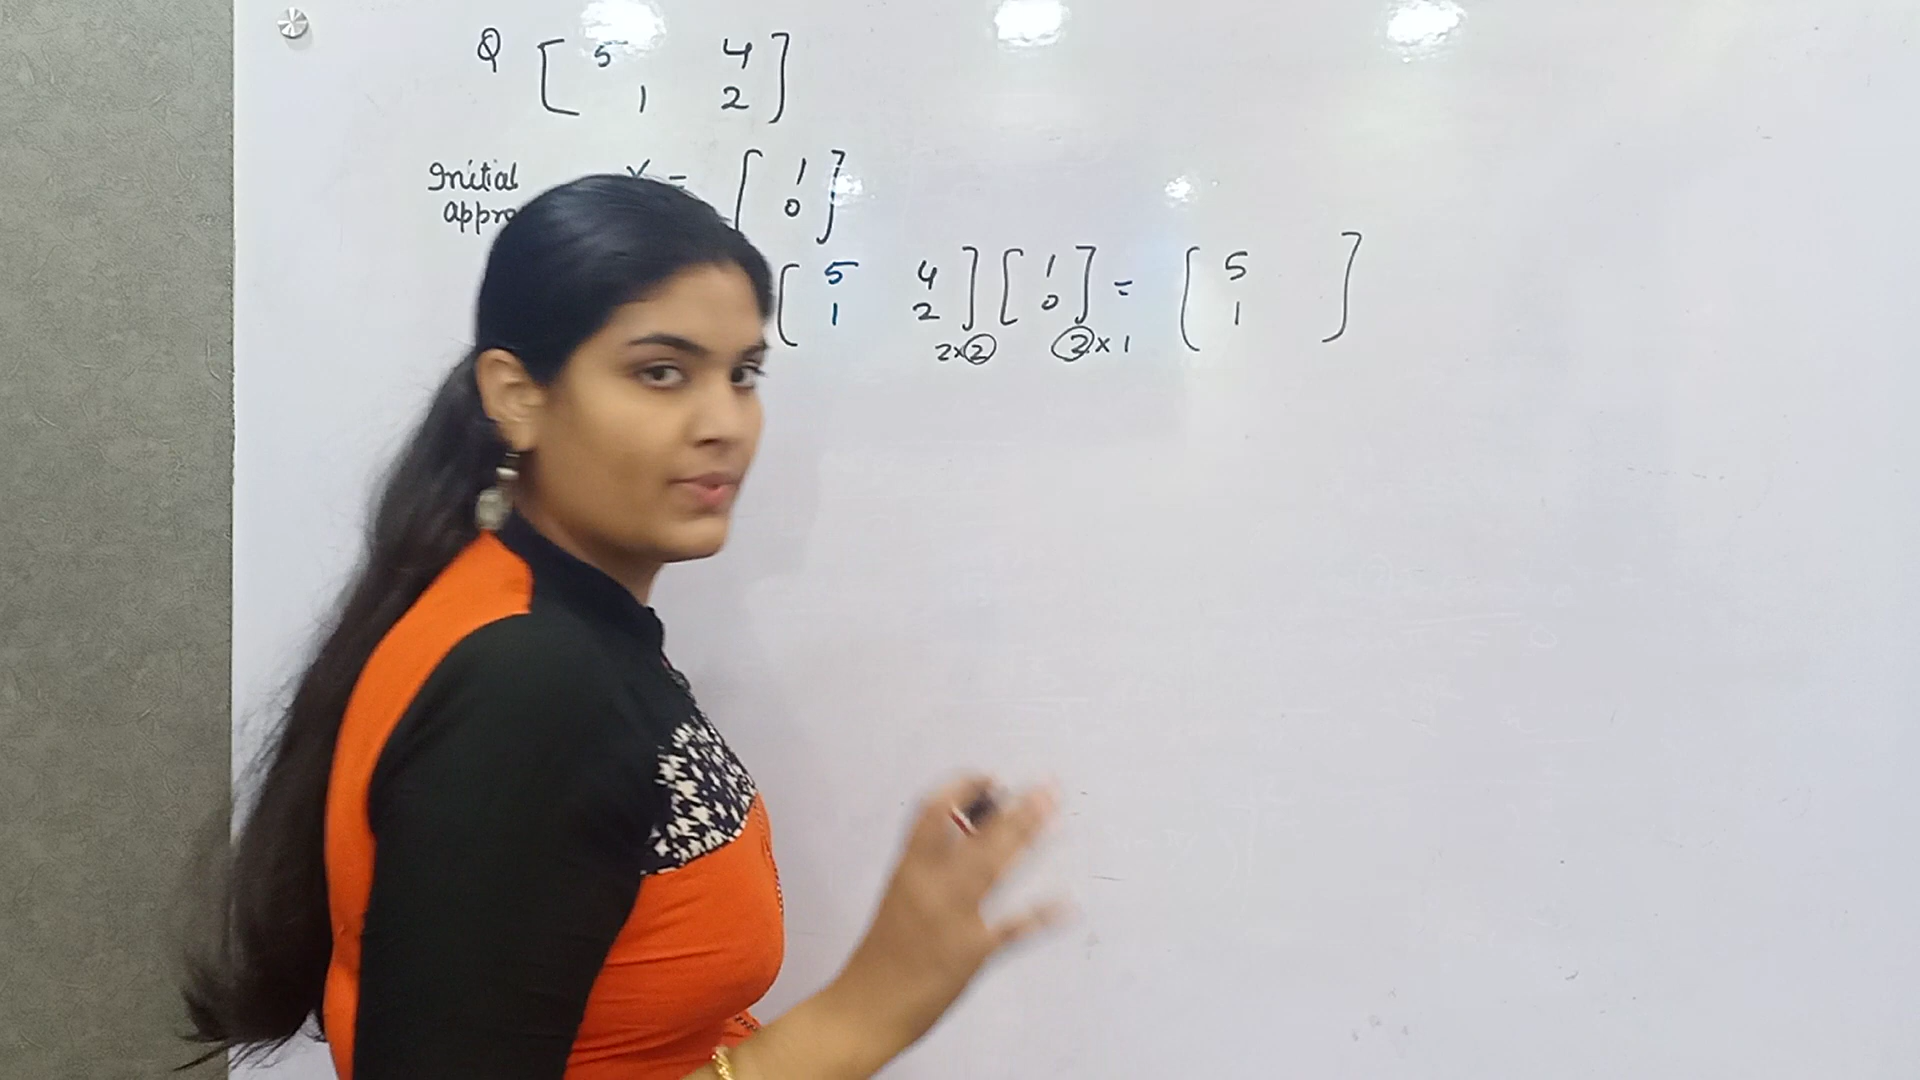 Q [ 5 4 ]
1 2
Initial X = [ 1 ]
0
[ 5 4 ] [ 1 ] = [ 5 ]
1 2 0 1
2×2 2×1